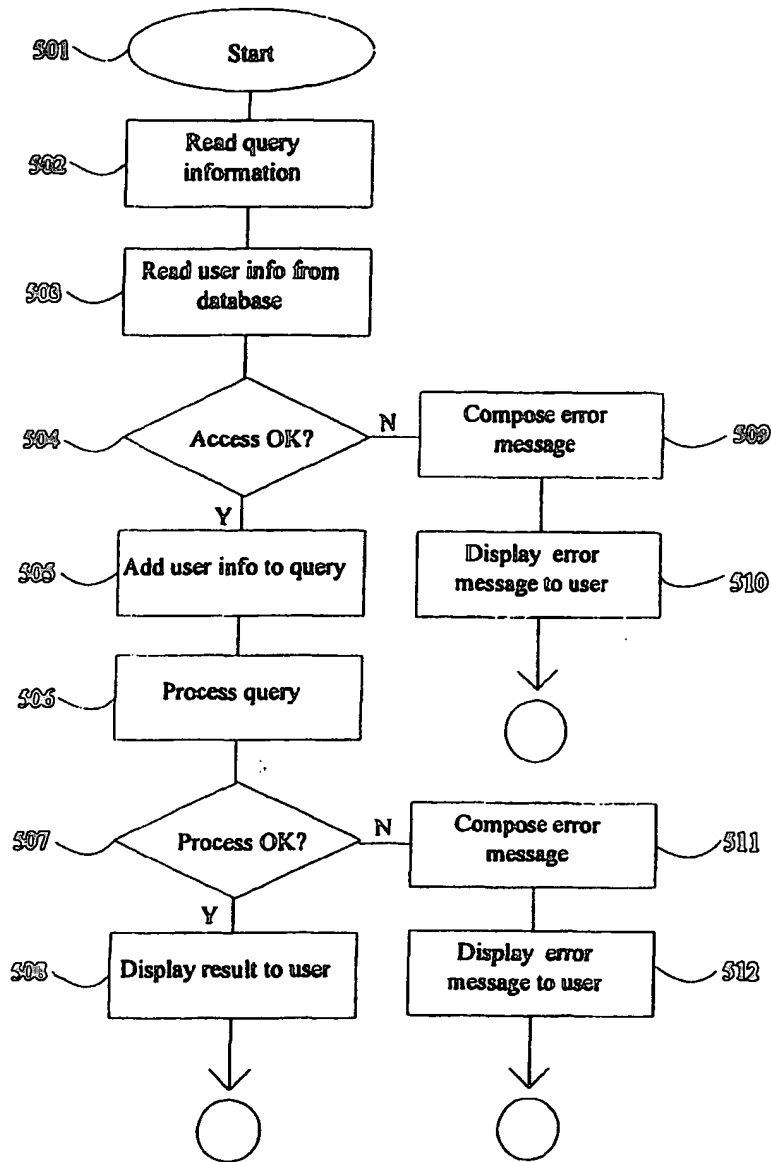 501
Start
502
Read query
information
503
Read user info from
database
504
Access OK?
N
Compose error
message
509
Y
505
Add user info to query
Display error
message to user
510
506
Process query
507
Process OK?
N
Compose error
message
511
Y
508
Display result to user
Display error
message to user
512